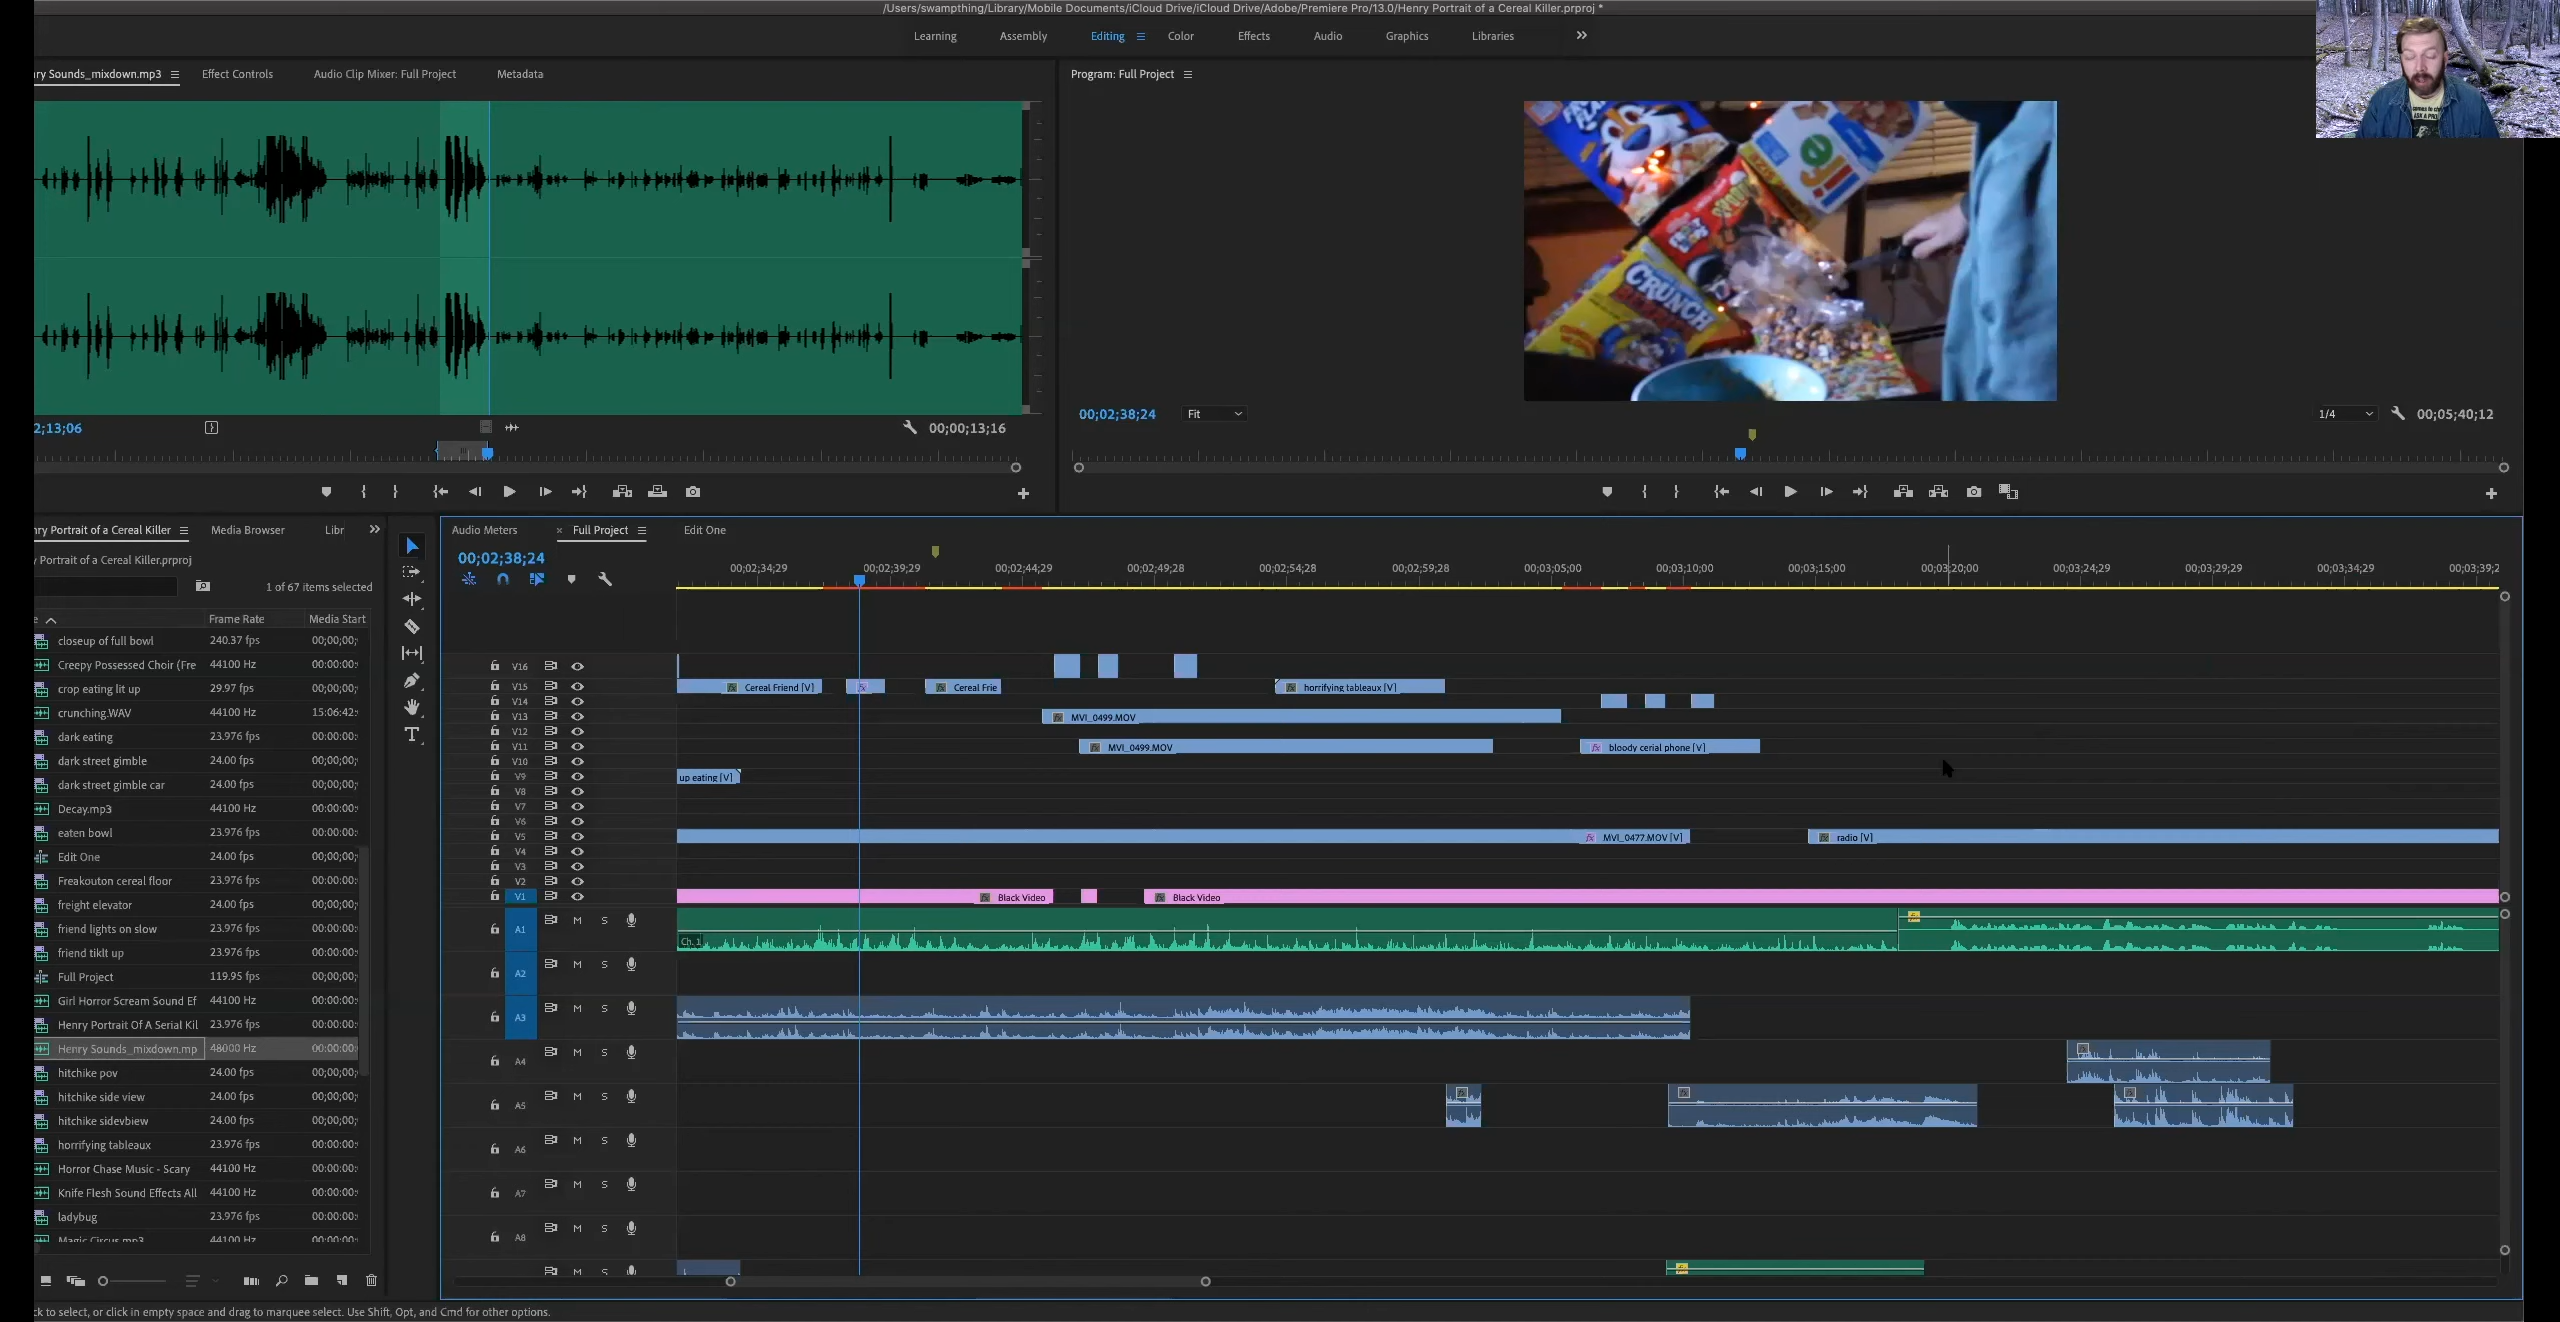 /Users/swampthing/Library/Mobile Documents/iCloud Drive/iCloud Drive/Adobe/Premiere Pro/13.0/Henry Portrait of a Cereal Killer.prproj *
Learning Assembly Editing Color Effects Audio Graphics Libraries
ry Sounds_mixdown.mp3 Effect Controls Audio Clip Mixer: Full Project Metadata
Program: Full Project
eji
CRUNCH
ASK A PRO
2;13;06
00;00;13;16
00;02;38;24 Fit
1/4 00;05;40;12
nry Portrait of a Cereal Killer Media Browser Libr
y Portrait of a Cereal Killer.prproj
1 of 67 items selected
e Frame Rate Media Start
closeup of full bowl 240.37 fps 00;00;00;
Creepy Possessed Choir (Fre 44100 Hz 00:00:00:
crop eating lit up 29.97 fps 00;00;00;
crunching.WAV 44100 Hz 15:06:42:
dark eating 23.976 fps 00:00:00:
dark street gimble 24.00 fps 00;00;00;
dark street gimble car 24.00 fps 00;00;00;
Decay.mp3 44100 Hz 00:00:00:
eaten bowl 23.976 fps 00:00:00:
Edit One 24.00 fps 00;00;00;
Freakouton cereal floor 23.976 fps 00:00:00:
freight elevator 24.00 fps 00;00;00;
friend lights on slow 23.976 fps 00:00:00:
friend tiklt up 23.976 fps 00:00:00:
Full Project 119.95 fps 00;00;00;
Girl Horror Scream Sound Ef 44100 Hz 00:00:00:
Henry Portrait Of A Serial Kil 23.976 fps 00:00:00:
Henry Sounds_mixdown.mp 48000 Hz 00:00:00:
hitchike pov 24.00 fps 00;00;00;
hitchike side view 24.00 fps 00;00;00;
hitchike sidevbiew 24.00 fps 00;00;00;
horrifying tableaux 23.976 fps 00:00:00:
Horror Chase Music - Scary 44100 Hz 00:00:00:
Knife Flesh Sound Effects All 44100 Hz 00:00:00:
ladybug 23.976 fps 00:00:00:
Magic Circus.mp3 44100 Hz 00:00:00:
Audio Meters × Full Project Edit One
00;02;38;24
00;02;34;29 00;02;39;29 00;02;44;29 00;02;49;28 00;02;54;28 00;02;59;28 00;03;05;00 00;03;10;00 00;03;15;00 00;03;20;00 00;03;24;29 00;03;29;29 00;03;34;29 00;03;39;2
V16
V15 fx Cereal Friend [V] fx fx Cereal Frie fx horrifying tableaux [V]
V14
V13 fx MVI_0499.MOV
V12
V11 fx MVI_0499.MOV fx bloody cerial phone [V]
V10
V9 up eating [V]
V8
V7
V6
V5 fx MVI_0477.MOV [V] fx radio [V]
V4
V3
V2
V1 fx Black Video fx Black Video
A1 M S Ch. 1
A2 M S
A3 M S
A4 M S
A5 M S
A6 M S
A7 M S
A8 M S
M S
ck to select, or click in empty space and drag to marquee select. Use Shift, Opt, and Cmd for other options.